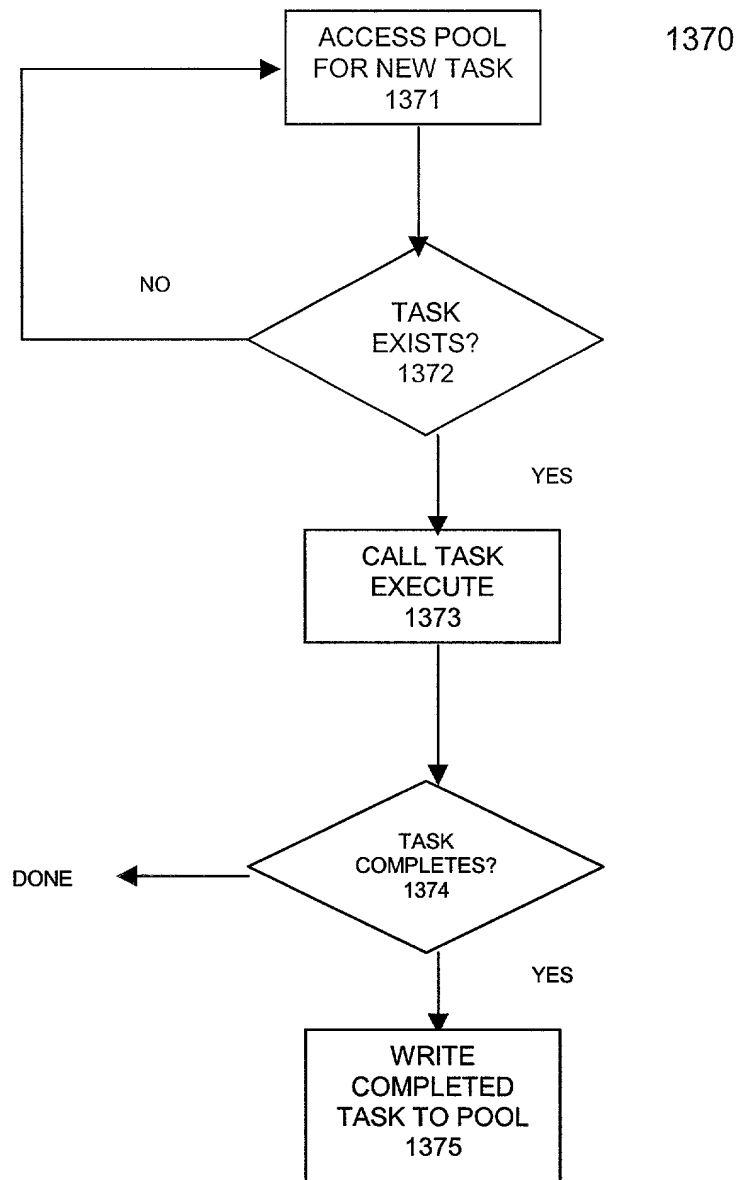 1370
ACCESS POOL
FOR NEW TASK
1371
NO
TASK
EXISTS?
1372
YES
CALL TASK
EXECUTE
1373
TASK
COMPLETES?
1374
DONE
YES
WRITE
COMPLETED
TASK TO POOL
1375